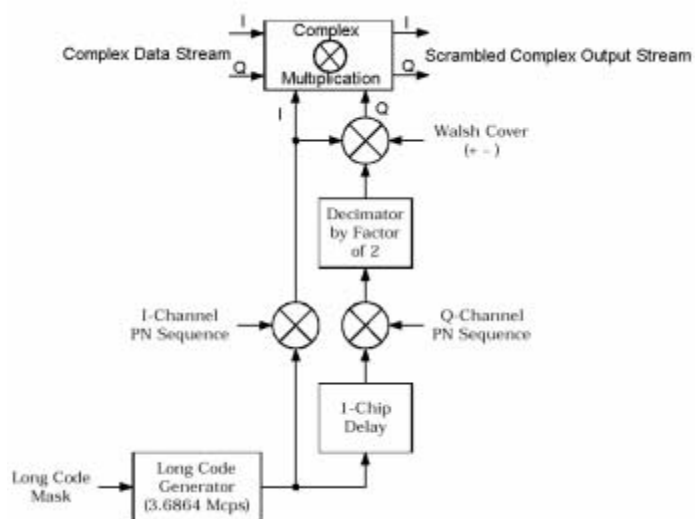 I
Complex
I
Complex Data Stream
Scrambled Complex Output Stream
Q
Multiplication
Q
I
Q
Walsh Cover
(+ – )
Decimator
by Factor
of 2
I-Channel
PN Sequence
Q-Channel
PN Sequence
1-Chip
Delay
Long Code
Mask
Long Code
Generator
(3.6864 Mcps)